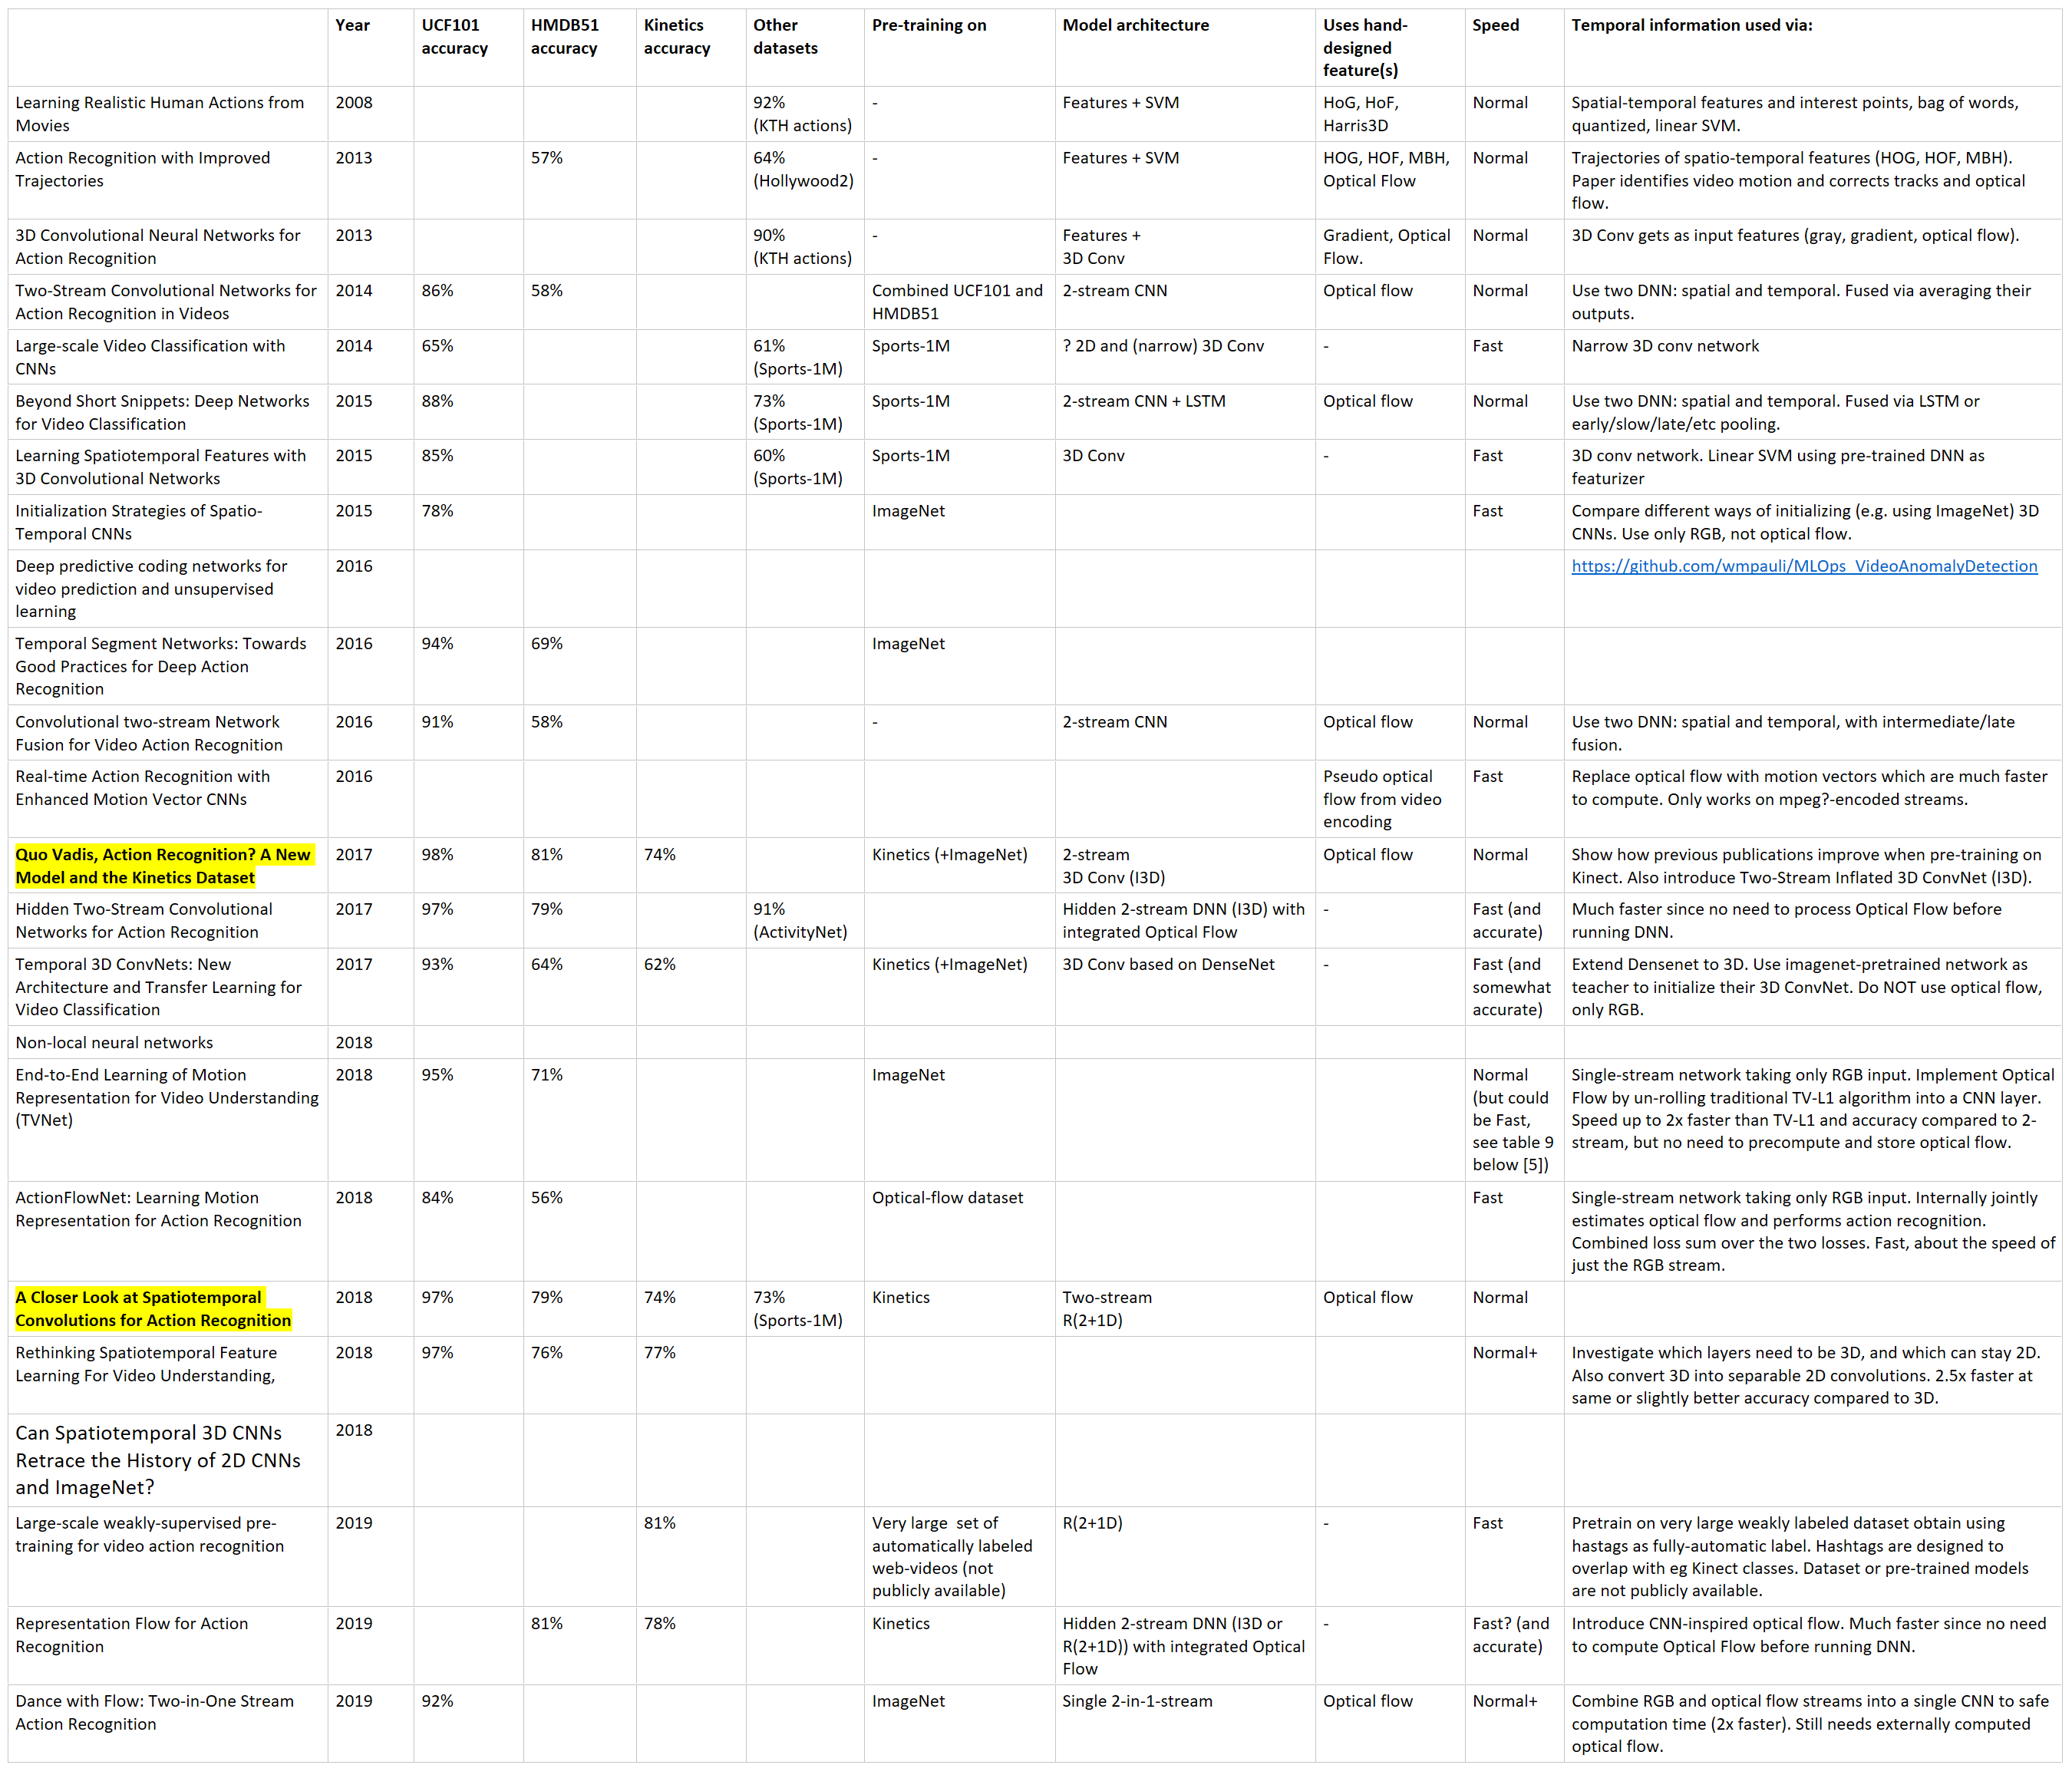 Year
UCF101
accuracy
HMDB51
accuracy
Kinetics
accuracy
Other
datasets
Pre-training on
Model architecture
Uses hand-
designed
feature(s)
Speed
Temporal information used via:
Learning Realistic Human Actions from
Movies
2008
92%
(KTH actions)
-
Features + SVM
HoG, HoF,
Harris3D
Normal
Spatial-temporal features and interest points, bag of words,
quantized, linear SVM.
Action Recognition with Improved
Trajectories
2013
57%
64%
(Hollywood2)
-
Features + SVM
HOG, HOF, MBH,
Optical Flow
Normal
Trajectories of spatio-temporal features (HOG, HOF, MBH).
Paper identifies video motion and corrects tracks and optical
flow.
3D Convolutional Neural Networks for
Action Recognition
2013
90%
(KTH actions)
-
Features +
3D Conv
Gradient, Optical
Flow.
Normal
3D Conv gets as input features (gray, gradient, optical flow).
Two-Stream Convolutional Networks for
Action Recognition in Videos
2014
86%
58%
Combined UCF101 and
HMDB51
2-stream CNN
Optical flow
Normal
Use two DNN: spatial and temporal. Fused via averaging their
outputs.
Large-scale Video Classification with
CNNs
2014
65%
61%
(Sports-1M)
Sports-1M
? 2D and (narrow) 3D Conv
-
Fast
Narrow 3D conv network
Beyond Short Snippets: Deep Networks
for Video Classification
2015
88%
73%
(Sports-1M)
Sports-1M
2-stream CNN + LSTM
Optical flow
Normal
Use two DNN: spatial and temporal. Fused via LSTM or
early/slow/late/etc pooling.
Learning Spatiotemporal Features with
3D Convolutional Networks
2015
85%
60%
(Sports-1M)
Sports-1M
3D Conv
-
Fast
3D conv network. Linear SVM using pre-trained DNN as
featurizer
Initialization Strategies of Spatio-
Temporal CNNs
2015
78%
ImageNet
Fast
Compare different ways of initializing (e.g. using ImageNet) 3D
CNNs. Use only RGB, not optical flow.
Deep predictive coding networks for
video prediction and unsupervised
learning
2016
https://github.com/wmpauli/MLOps_VideoAnomalyDetection
Temporal Segment Networks: Towards
Good Practices for Deep Action
Recognition
2016
94%
69%
ImageNet
Convolutional two-stream Network
Fusion for Video Action Recognition
2016
91%
58%
-
2-stream CNN
Optical flow
Normal
Use two DNN: spatial and temporal, with intermediate/late
fusion.
Real-time Action Recognition with
Enhanced Motion Vector CNNs
2016
Pseudo optical
flow from video
encoding
Fast
Replace optical flow with motion vectors which are much faster
to compute. Only works on mpeg?-encoded streams.
Quo Vadis, Action Recognition? A New
Model and the Kinetics Dataset
2017
98%
81%
74%
Kinetics (+ImageNet)
2-stream
3D Conv (I3D)
Optical flow
Normal
Show how previous publications improve when pre-training on
Kinect. Also introduce Two-Stream Inflated 3D ConvNet (I3D).
Hidden Two-Stream Convolutional
Networks for Action Recognition
2017
97%
79%
91%
(ActivityNet)
Hidden 2-stream DNN (I3D) with
integrated Optical Flow
-
Fast (and
accurate)
Much faster since no need to process Optical Flow before
running DNN.
Temporal 3D ConvNets: New
Architecture and Transfer Learning for
Video Classification
2017
93%
64%
62%
Kinetics (+ImageNet)
3D Conv based on DenseNet
-
Fast (and
somewhat
accurate)
Extend Densenet to 3D. Use imagenet-pretrained network as
teacher to initialize their 3D ConvNet. Do NOT use optical flow,
only RGB.
Non-local neural networks
2018
End-to-End Learning of Motion
Representation for Video Understanding
(TVNet)
2018
95%
71%
ImageNet
Normal
(but could
be Fast,
see table 9
below [5])
Single-stream network taking only RGB input. Implement Optical
Flow by un-rolling traditional TV-L1 algorithm into a CNN layer.
Speed up to 2x faster than TV-L1 and accuracy compared to 2-
stream, but no need to precompute and store optical flow.
ActionFlowNet: Learning Motion
Representation for Action Recognition
2018
84%
56%
Optical-flow dataset
Fast
Single-stream network taking only RGB input. Internally jointly
estimates optical flow and performs action recognition.
Combined loss sum over the two losses. Fast, about the speed of
just the RGB stream.
A Closer Look at Spatiotemporal
Convolutions for Action Recognition
2018
97%
79%
74%
73%
(Sports-1M)
Kinetics
Two-stream
R(2+1D)
Optical flow
Normal
Rethinking Spatiotemporal Feature
Learning For Video Understanding,
2018
97%
76%
77%
Normal+
Investigate which layers need to be 3D, and which can stay 2D.
Also convert 3D into separable 2D convolutions. 2.5x faster at
same or slightly better accuracy compared to 3D.
Can Spatiotemporal 3D CNNs
Retrace the History of 2D CNNs
and ImageNet?
2018
Large-scale weakly-supervised pre-
training for video action recognition
2019
81%
Very large  set of
automatically labeled
web-videos (not
publicly available)
R(2+1D)
-
Fast
Pretrain on very large weakly labeled dataset obtain using
hastags as fully-automatic label. Hashtags are designed to
overlap with eg Kinect classes. Dataset or pre-trained models
are not publicly available.
Representation Flow for Action
Recognition
2019
81%
78%
Kinetics
Hidden 2-stream DNN (I3D or
R(2+1D)) with integrated Optical
Flow
-
Fast? (and
accurate)
Introduce CNN-inspired optical flow. Much faster since no need
to compute Optical Flow before running DNN.
Dance with Flow: Two-in-One Stream
Action Recognition
2019
92%
ImageNet
Single 2-in-1-stream
Optical flow
Normal+
Combine RGB and optical flow streams into a single CNN to safe
computation time (2x faster). Still needs externally computed
optical flow.